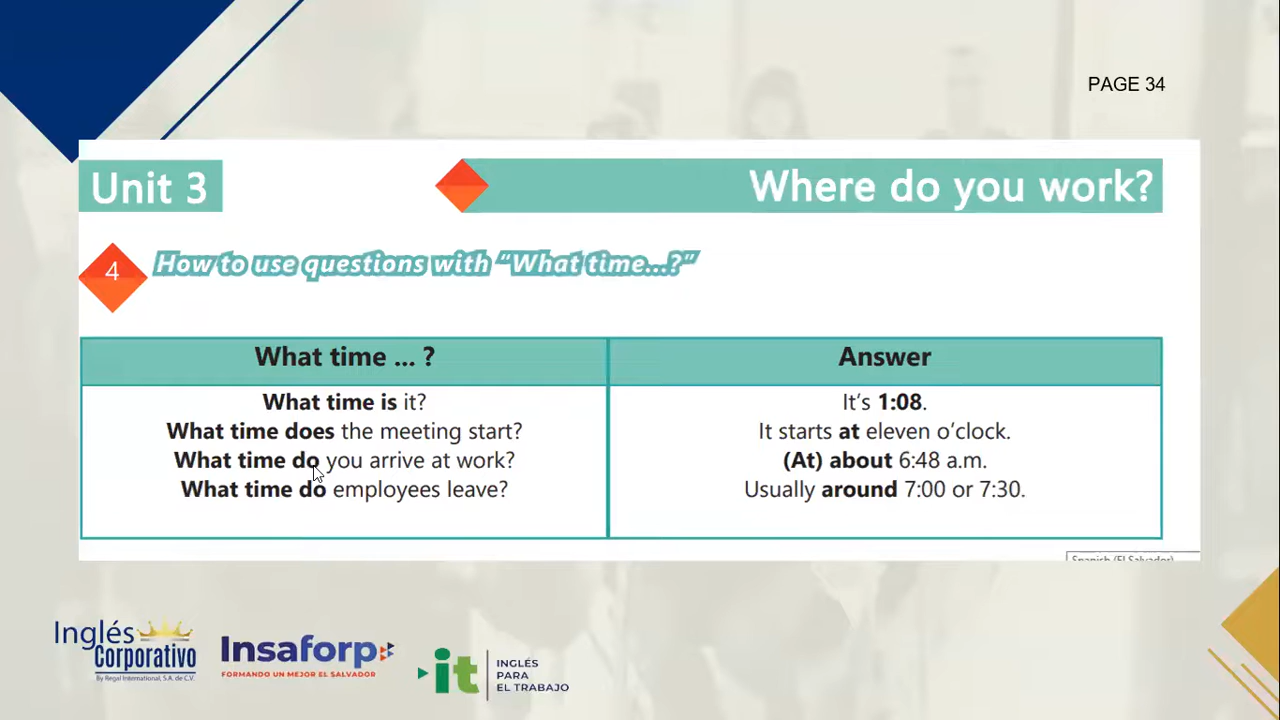 PAGE 34
Unit 3
Where do you work?
4
How to use questions with “What time...?”
What time ... ?
Answer
What time is it?
It’s 1:08.
What time does the meeting start?
It starts at eleven o’clock.
What time do you arrive at work?
(At) about 6:48 a.m.
What time do employees leave?
Usually around 7:00 or 7:30.
Spanish (El Salvador)
Inglés
Corporativo
By Regal International, S.A. de C.V.
Insaforp
FORMANDO UN MEJOR EL SALVADOR
it
INGLÉS
PARA
EL TRABAJO